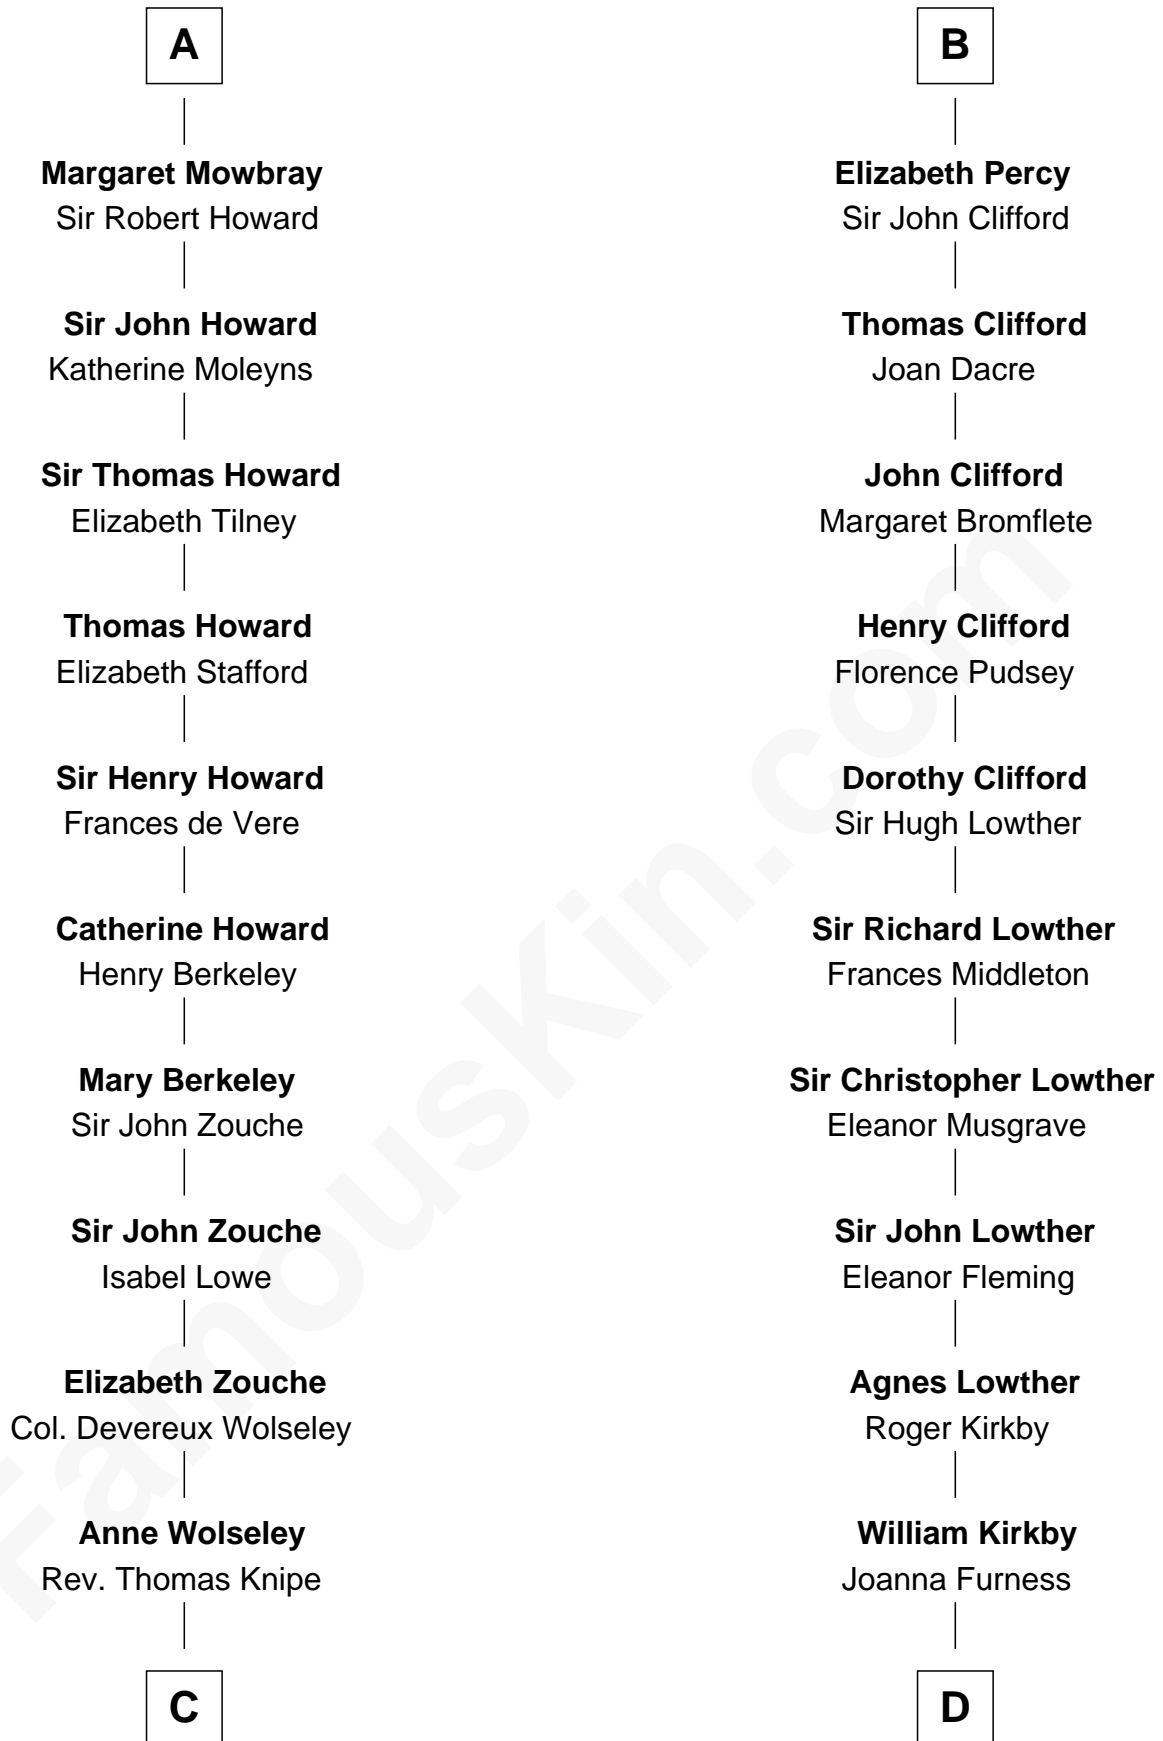 A
Margaret Mowbray
Sir Robert Howard
Sir John Howard
Katherine Moleyns
Sir Thomas Howard
Elizabeth Tilney
Thomas Howard
Elizabeth Stafford
Sir Henry Howard
Frances de Vere
Catherine Howard
Henry Berkeley
Mary Berkeley
Sir John Zouche
Sir John Zouche
Isabel Lowe
Elizabeth Zouche
Col. Devereux Wolseley
Anne Wolseley
Rev. Thomas Knipe
C
B
Elizabeth Percy
Sir John Clifford
Thomas Clifford
Joan Dacre
John Clifford
Margaret Bromflete
Henry Clifford
Florence Pudsey
Dorothy Clifford
Sir Hugh Lowther
Sir Richard Lowther
Frances Middleton
Sir Christopher Lowther
Eleanor Musgrave
Sir John Lowther
Eleanor Fleming
Agnes Lowther
Roger Kirkby
William Kirkby
Joanna Furness
D
FamousKin.com